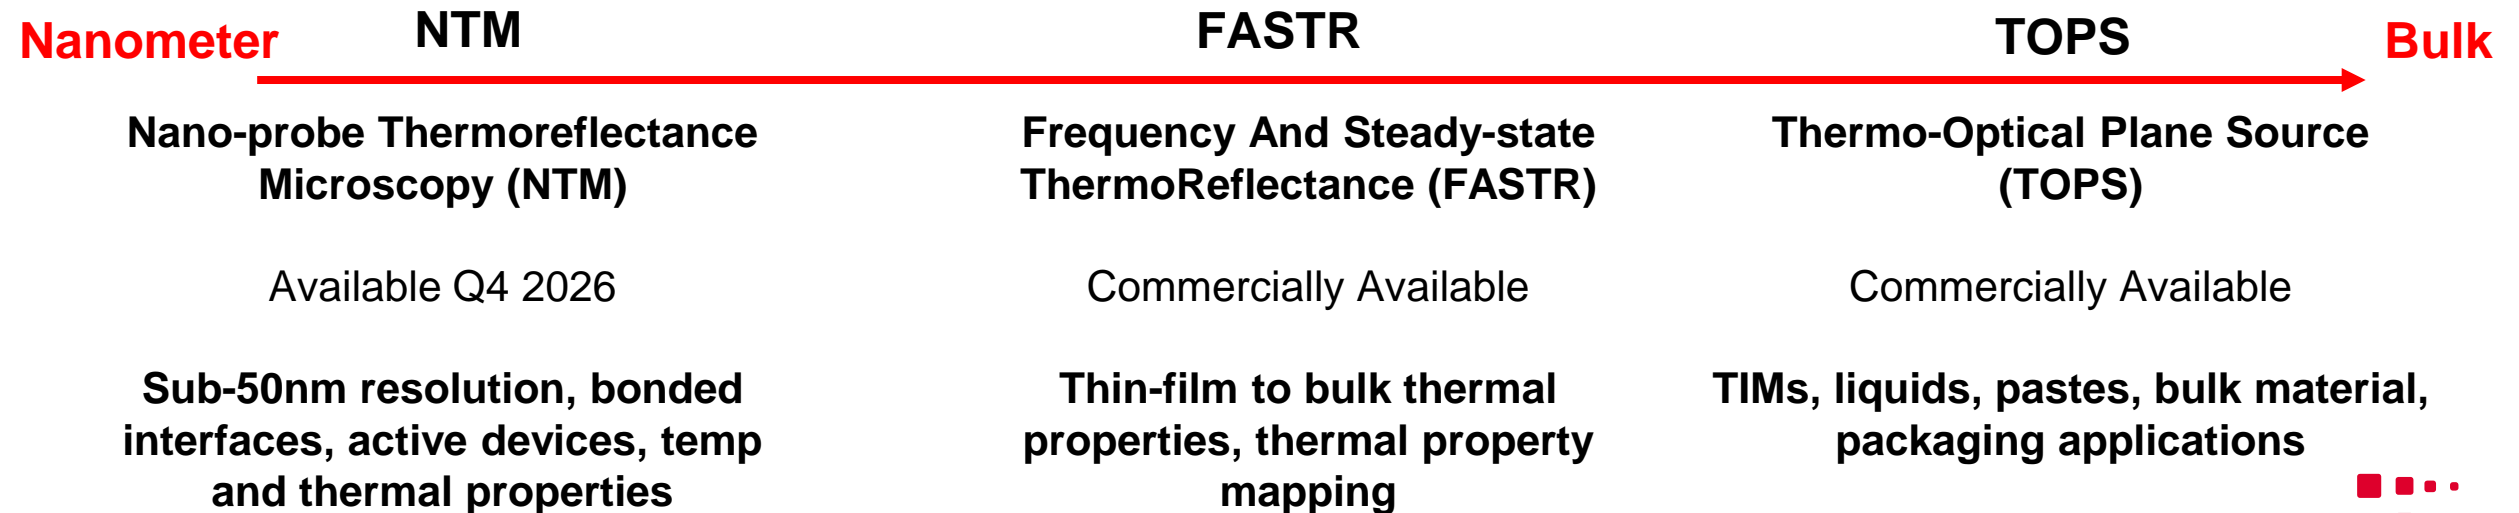 Nanometer
NTM
FASTR
TOPS
Bulk
Nano-probe Thermoreflectance
Microscopy (NTM)
Available Q4 2026
Sub-50nm resolution, bonded
interfaces, active devices, temp
and thermal properties
Frequency And Steady-state
ThermoReflectance (FASTR)
Commercially Available
Thin-film to bulk thermal
properties, thermal property
mapping
Thermo-Optical Plane Source
(TOPS)
Commercially Available
TIMs, liquids, pastes, bulk material,
packaging applications